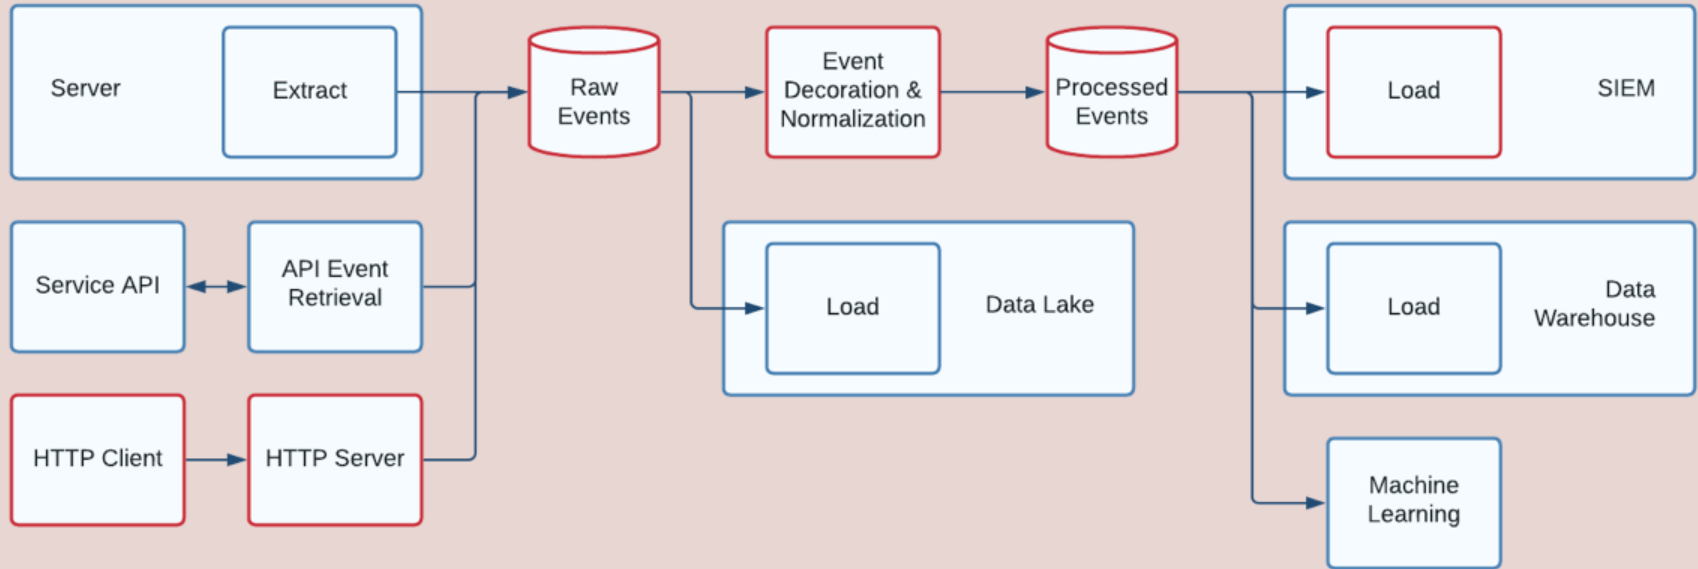 Server
Extract
Raw
Events
Event
Decoration &
Normalization
Processed
Events
Load
SIEM
Service API
API Event
Retrieval
Load
Data Lake
Load
Data
Warehouse
HTTP Client
HTTP Server
Machine
Learning